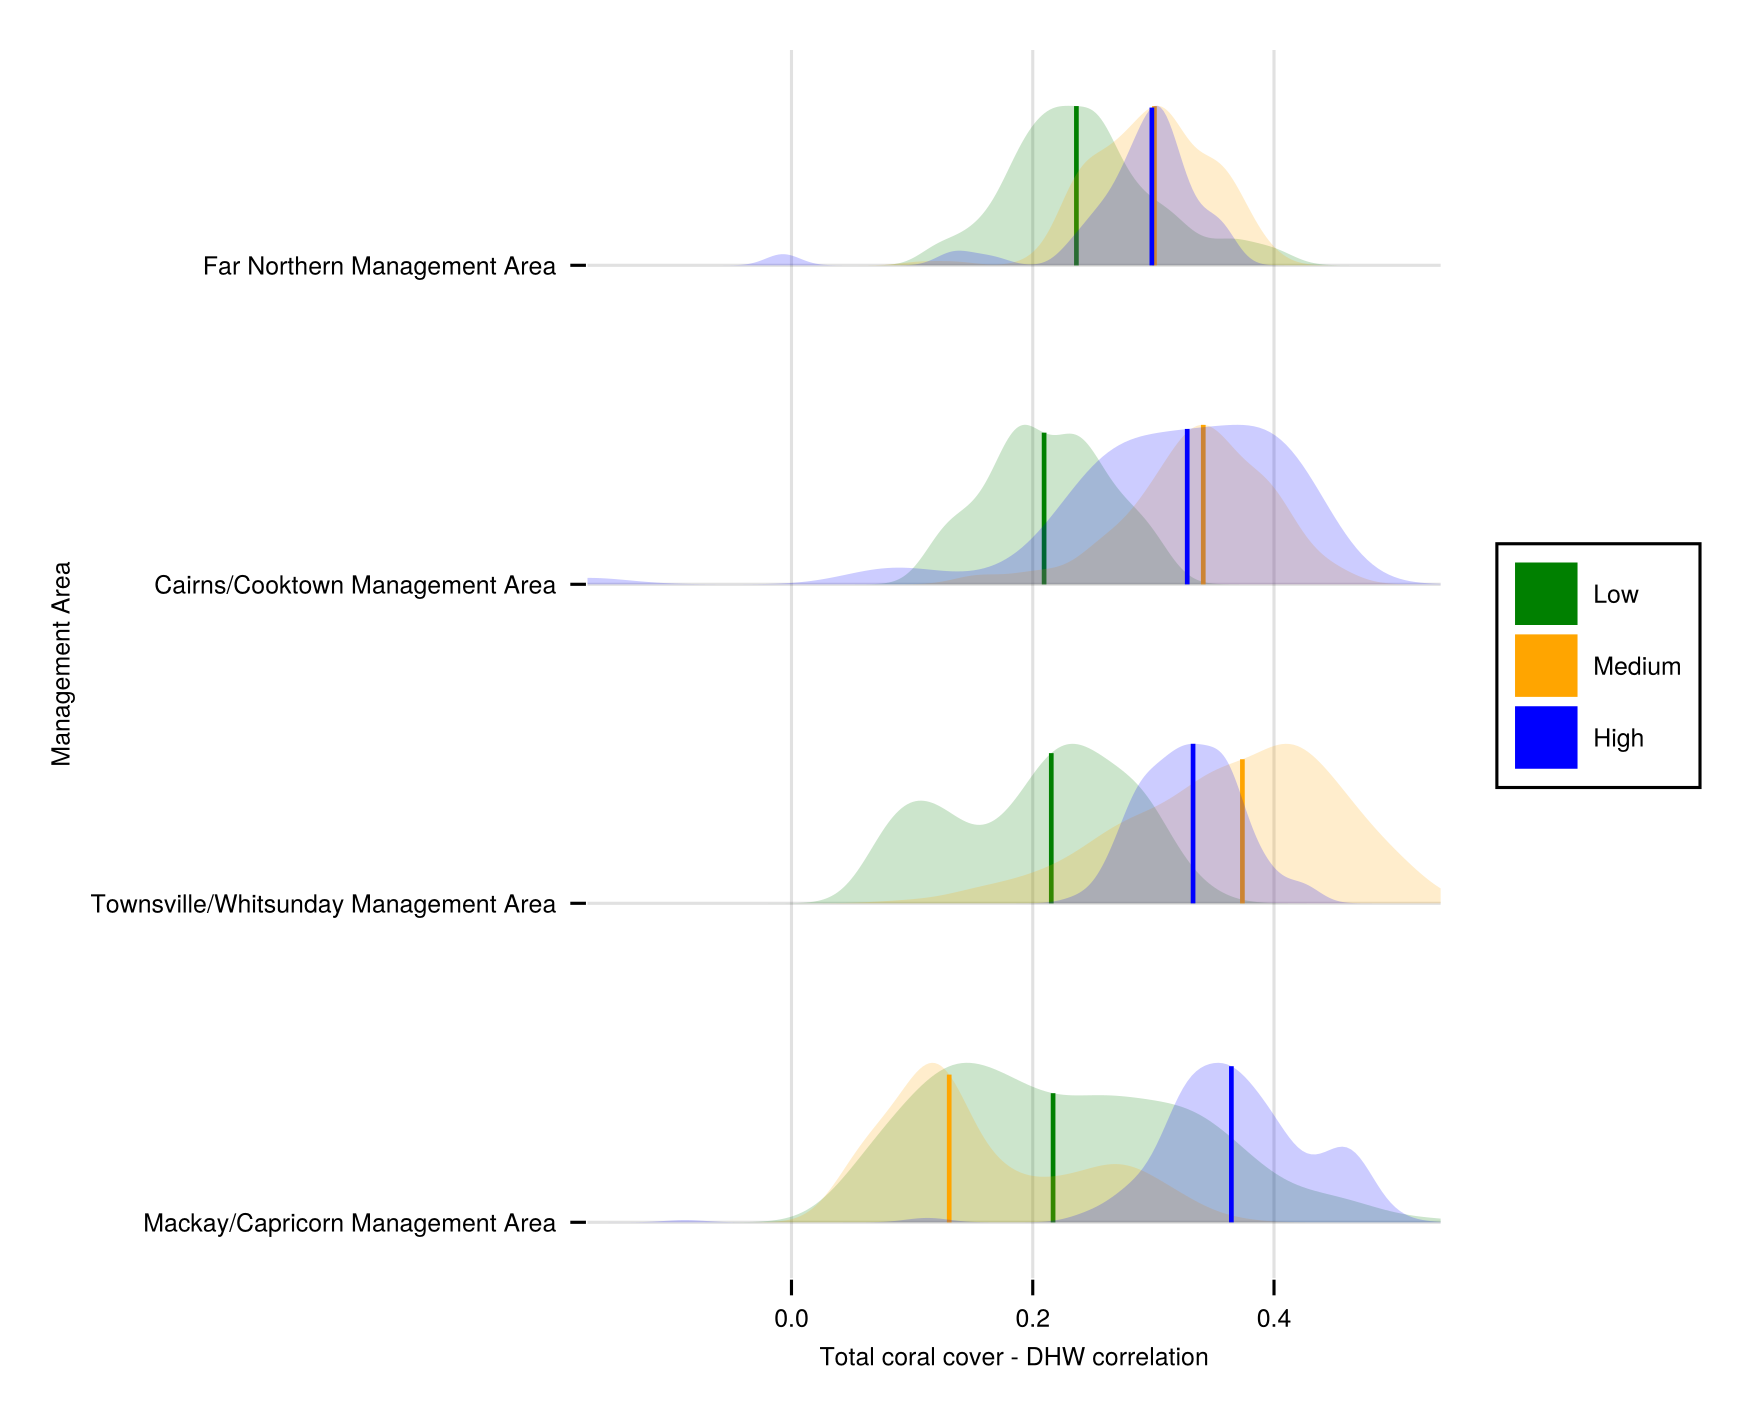 Far Northern Management Area
Cairns/Cooktown Management Area
Townsville/Whitsunday Management Area
Mackay/Capricorn Management Area
Management Area
0.0
0.2
0.4
Total coral cover - DHW correlation
Low
Medium
High